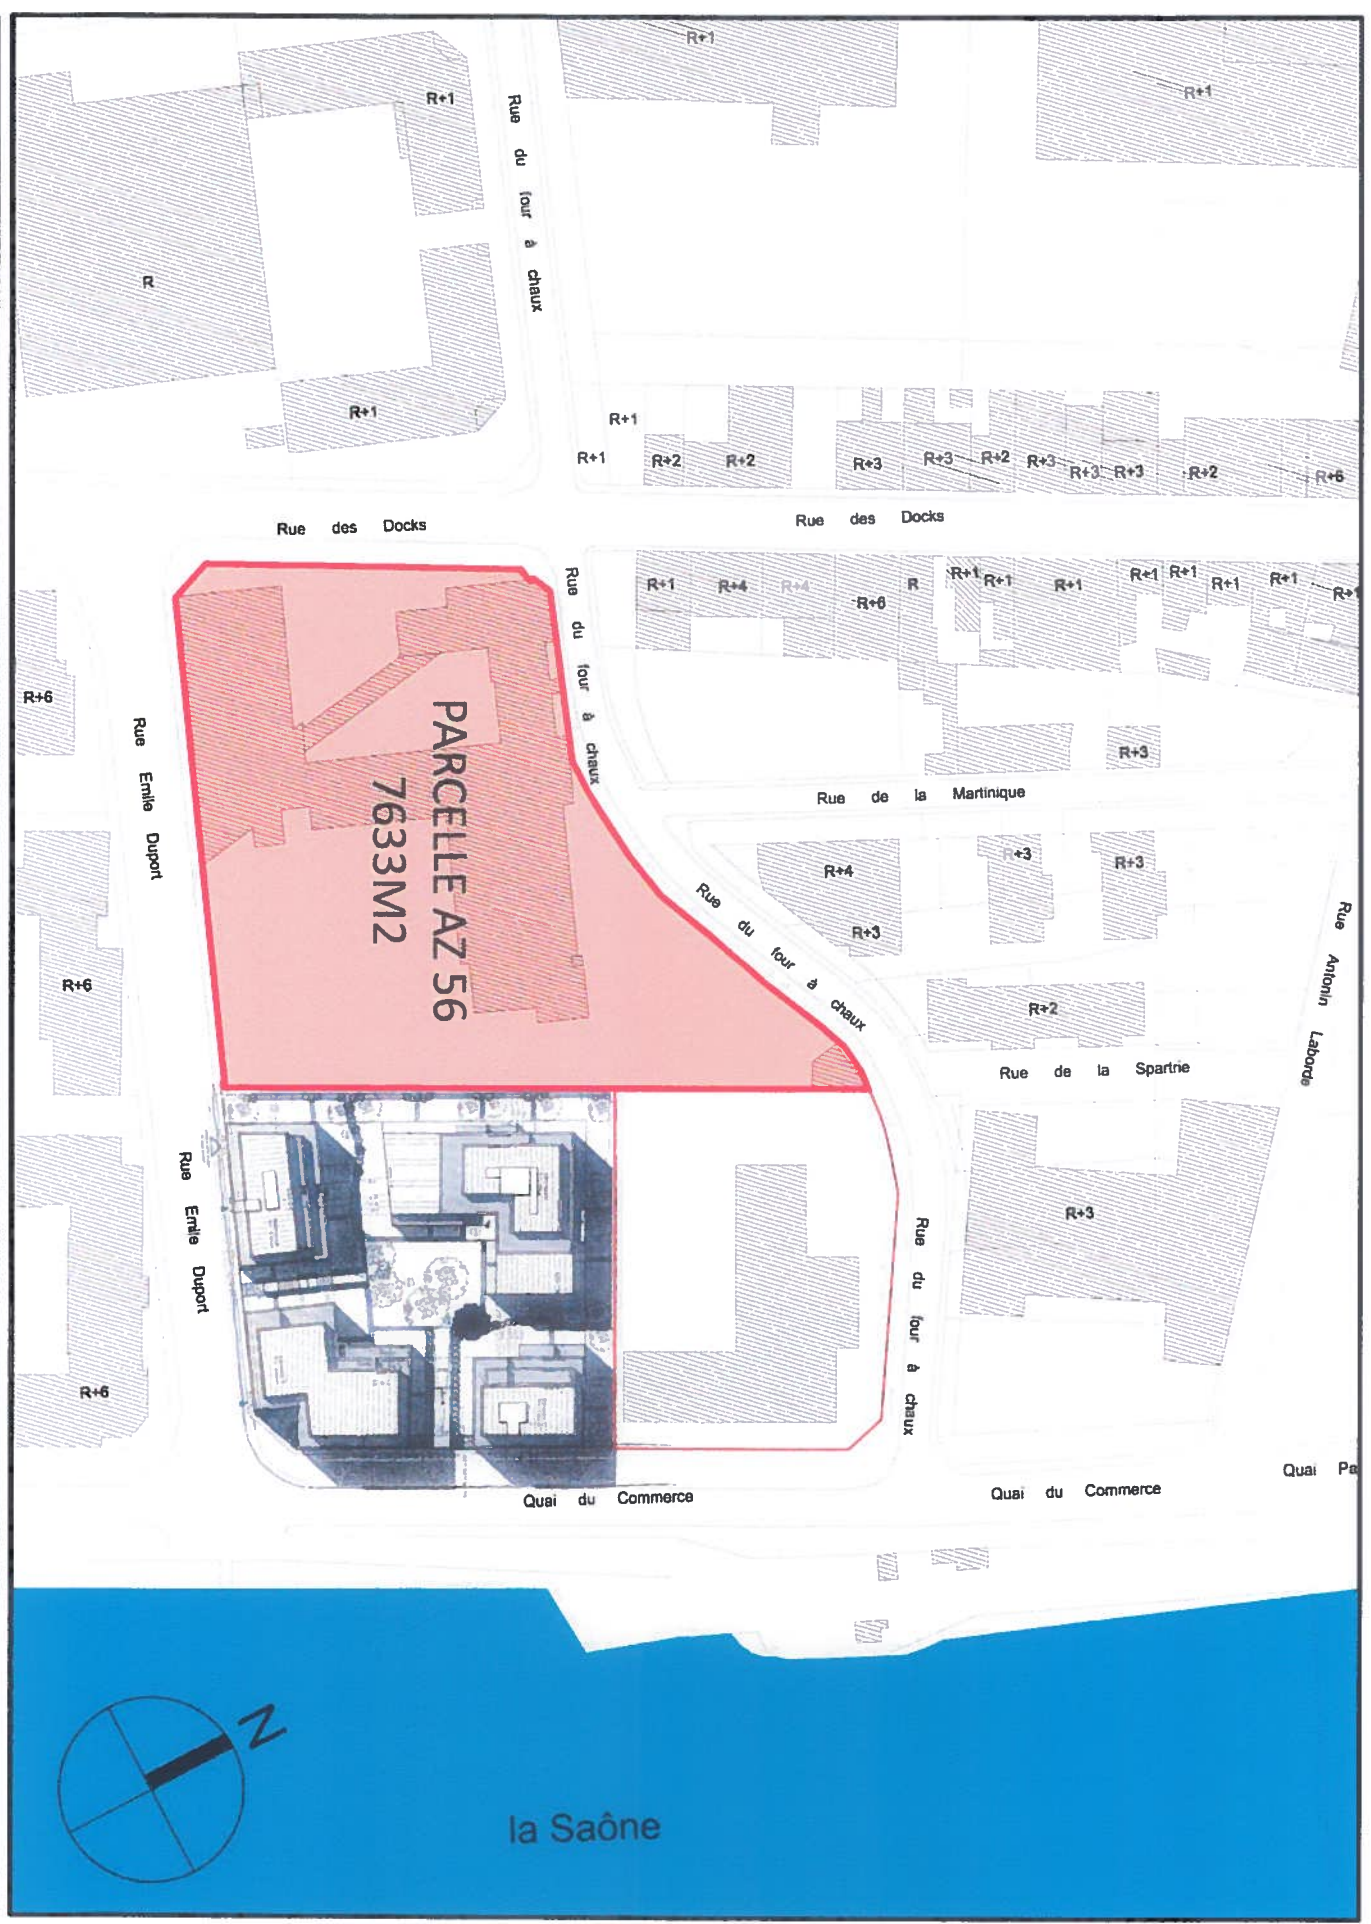 R+1
R+1
R+1
Rue du four à chaux
R
R+1
R+1
R+1
R+2
R+2
R+3
R+3
R+2
R+3
R+3
R+3
R+2
R+6
Rue des Docks
Rue des Docks
Rue du four à chaux
R+1
R+4
R+4
R+6
R
R+1
R+1
R+1
R+1
R+1
R+1
R+1
R+1
R+6
Rue Emile Duport
PARCELLE AZ 56
7633M2
R+3
Rue de la Martinique
R+4
R+3
R+3
R+3
Rue du four à chaux
Rue Antonin Laborde
R+6
R+2
Rue de la Spartrie
Rue Emile Duport
R+3
Rue du four à chaux
R+6
Quai du Commerce
Quai du Commerce
Quai Pa
N
la Saône